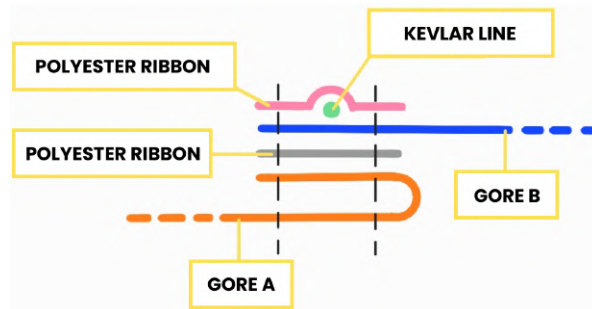 KEVLAR LINE
POLYESTER RIBBON
POLYESTER RIBBON
GORE B
GORE A